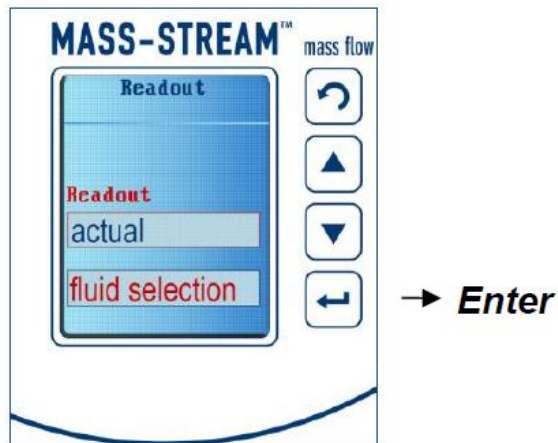 MASS-STREAM™ mass flow
Readout
Readout
actual
fluid selection
Enter